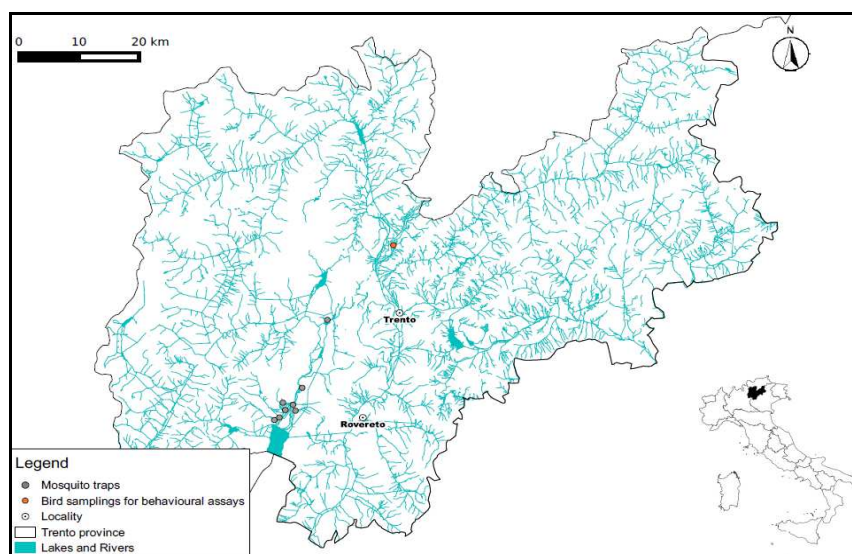 0 10 20 km
N
Trento
Rovereto
Legend
Mosquito traps
Bird samplings for behavioural assays
Locality
Trento province
Lakes and Rivers